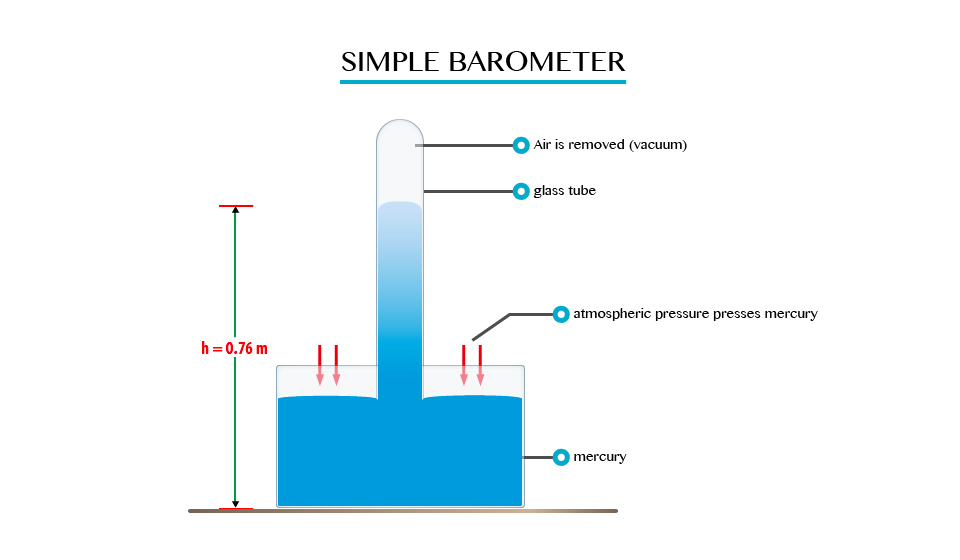 SIMPLE BAROMETER
Air is removed (vacuum)
glass tube
atmospheric pressure presses mercury
h = 0.76 m
mercury